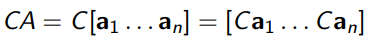 CA = C[a₁ … aₙ] = [Ca₁ … Caₙ]